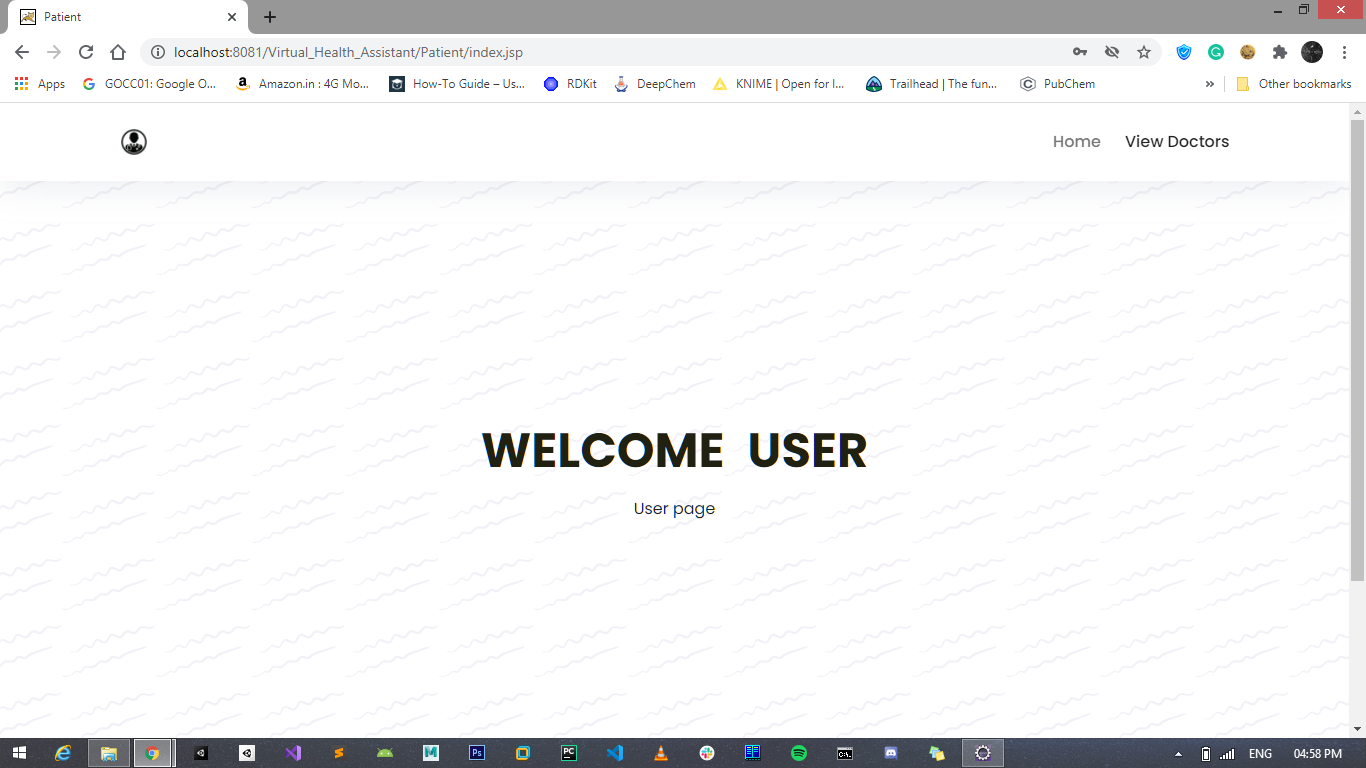 Patient
localhost:8081/Virtual_Health_Assistant/Patient/index.jsp
Apps GOCC01: Google O... Amazon.in : 4G Mo... How-To Guide – Us... RDKit DeepChem KNIME | Open for I... Trailhead | The fun... PubChem » Other bookmarks
Home View Doctors
WELCOME USER
User page
ENG 04:58 PM